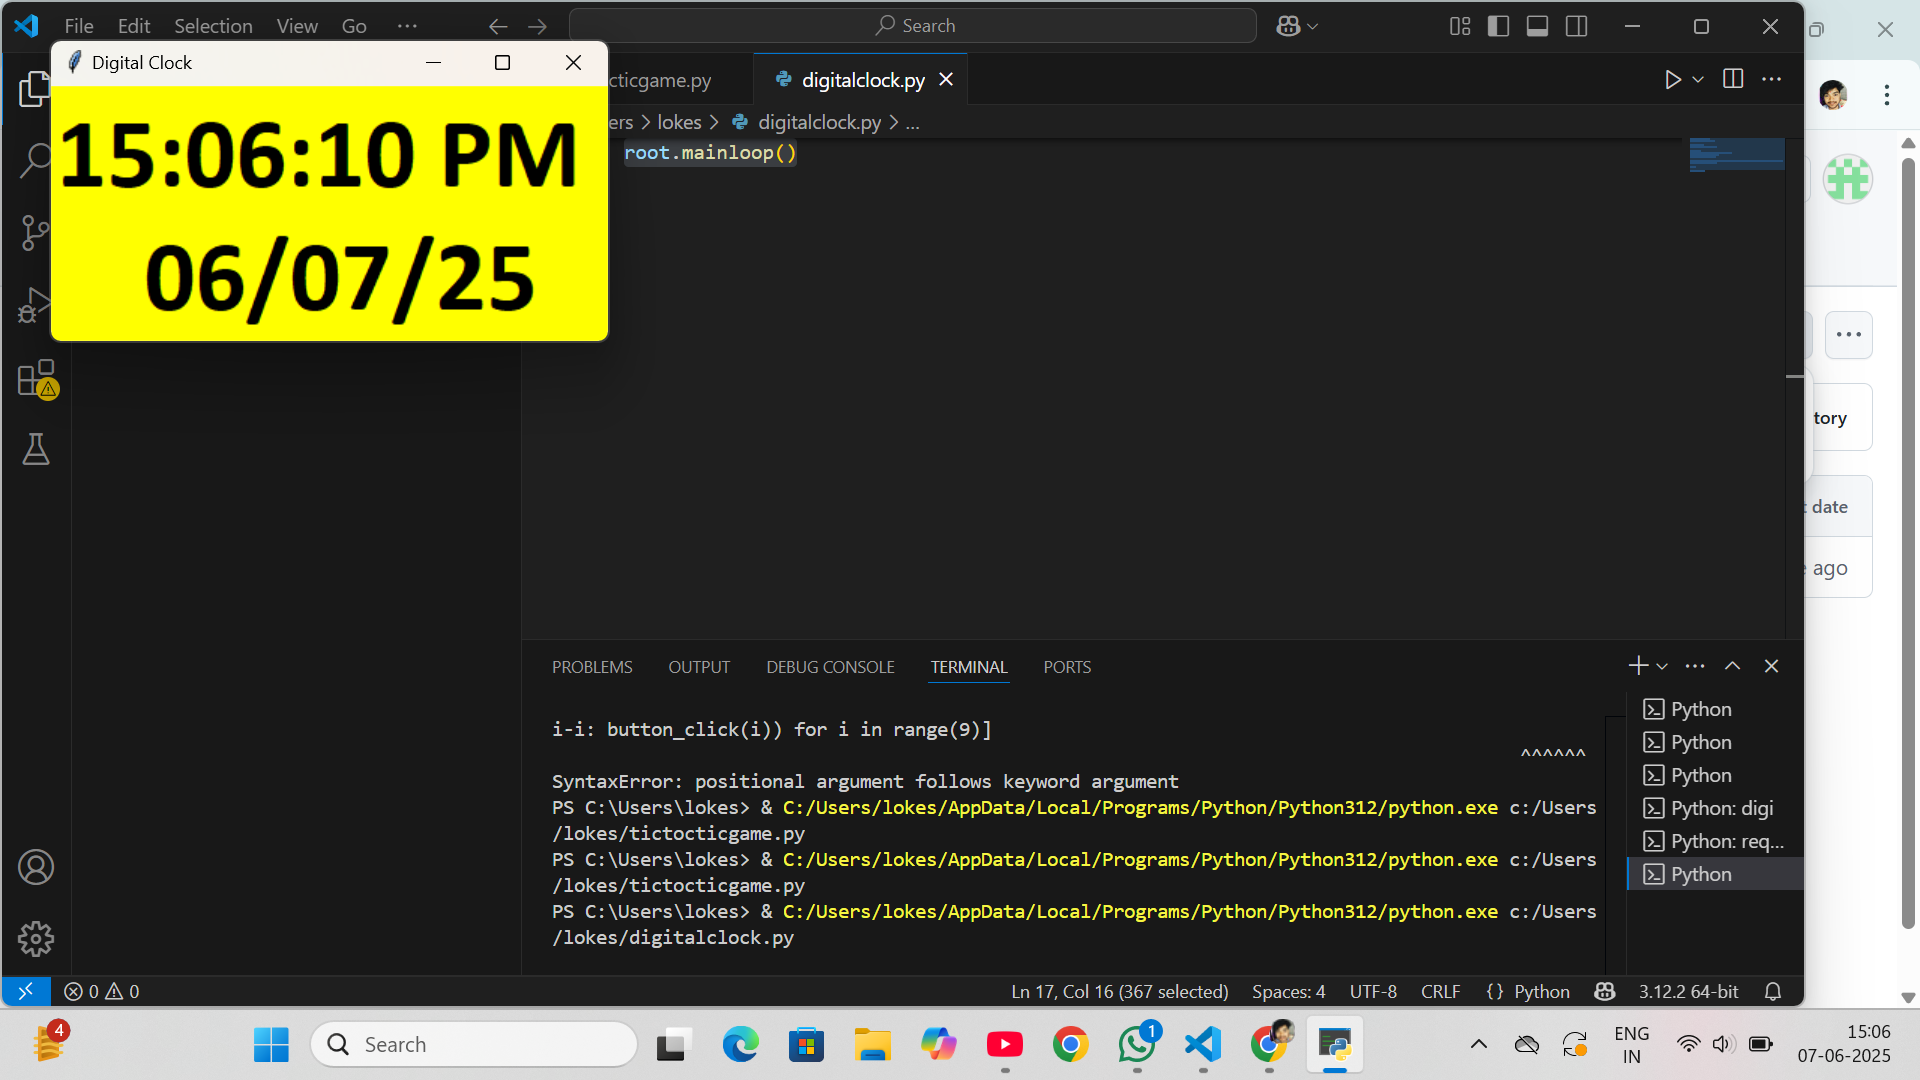 File Edit Selection View Go ··· Search
Digital Clock
cticgame.py
digitalclock.py
ers > lokes > digitalclock.py > ...
15:06:10 PM
06/07/25
root.mainloop()
tory
date
ago
PROBLEMS OUTPUT DEBUG CONSOLE TERMINAL PORTS
i-i: button_click(i)) for i in range(9)]
^^^^^^
SyntaxError: positional argument follows keyword argument
PS C:\Users\lokes> & C:/Users/lokes/AppData/Local/Programs/Python/Python312/python.exe c:/Users
/lokes/tictocticgame.py
PS C:\Users\lokes> & C:/Users/lokes/AppData/Local/Programs/Python/Python312/python.exe c:/Users
/lokes/tictocticgame.py
PS C:\Users\lokes> & C:/Users/lokes/AppData/Local/Programs/Python/Python312/python.exe c:/Users
/lokes/digitalclock.py
Python
Python
Python
Python: digi
Python: req...
Python
0 0 Ln 17, Col 16 (367 selected) Spaces: 4 UTF-8 CRLF {} Python 3.12.2 64-bit
4
Search
1
ENG
IN
15:06
07-06-2025